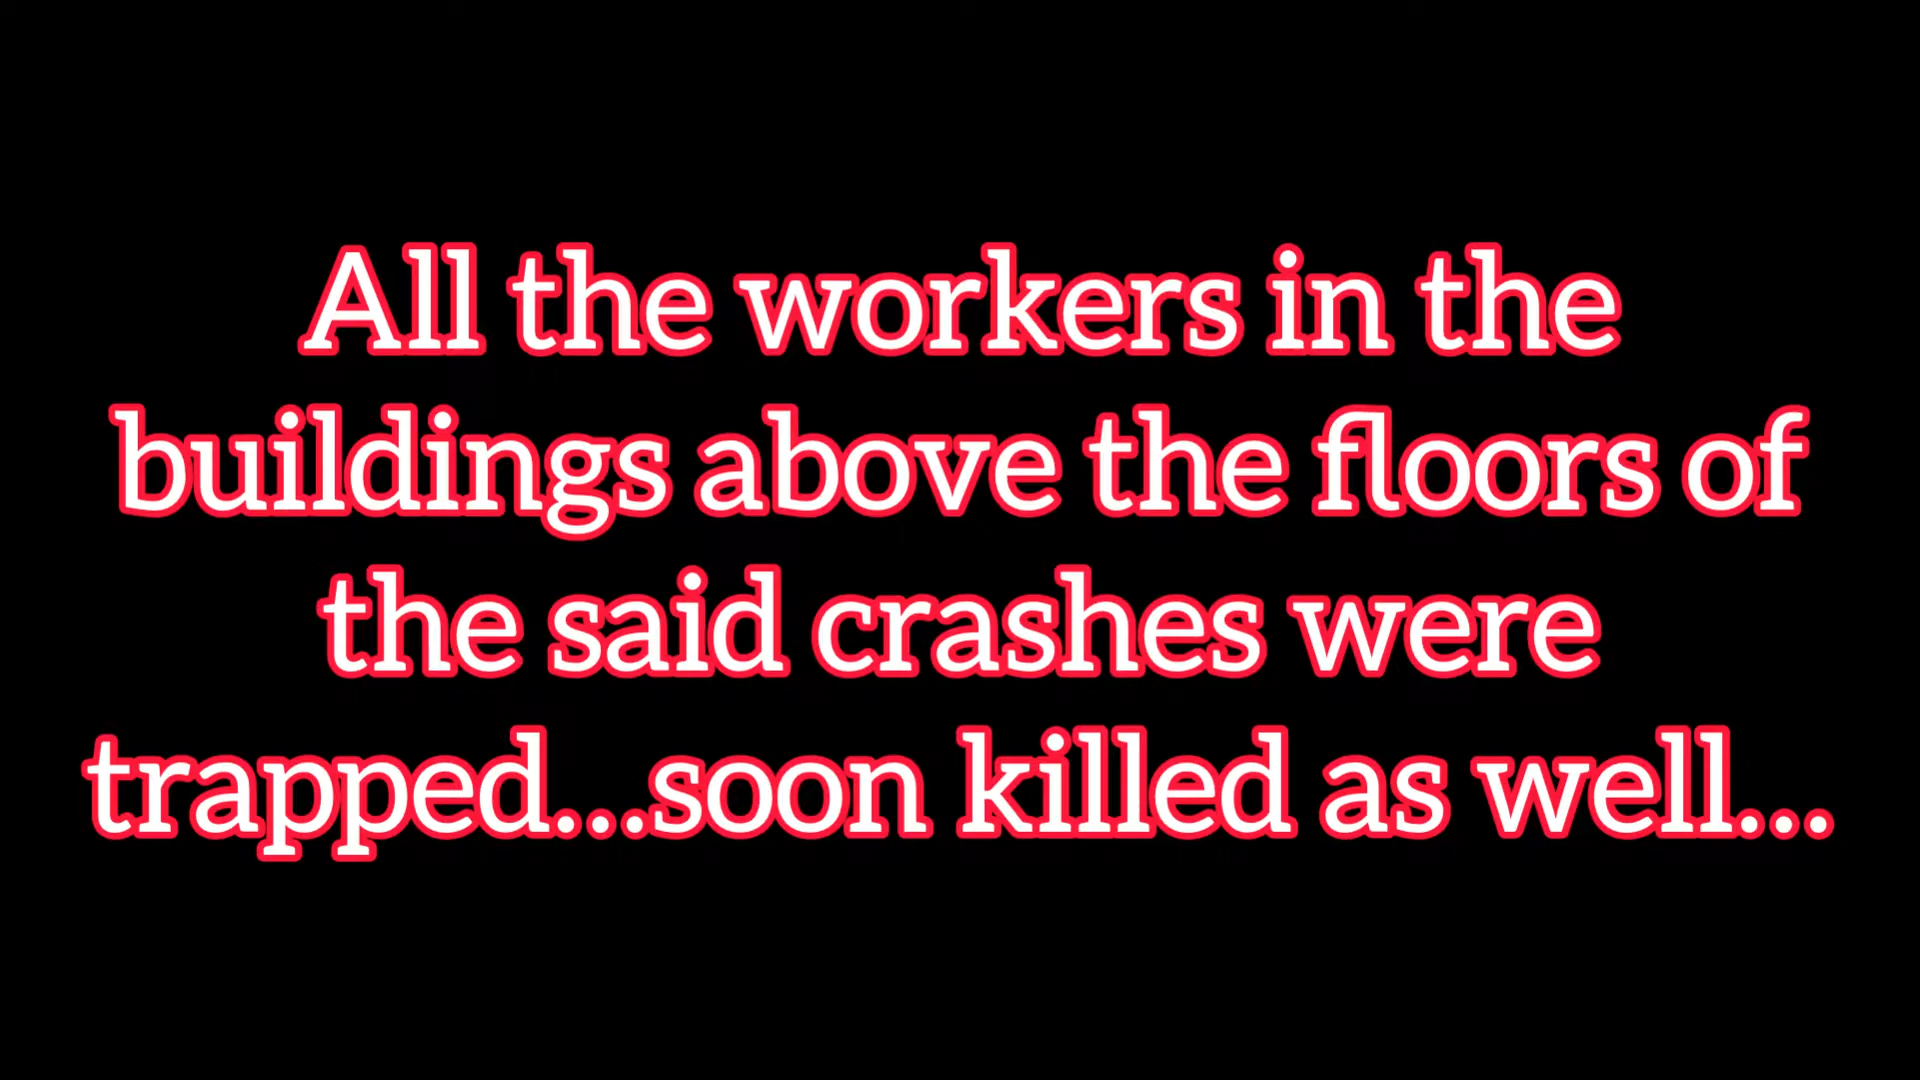 All the workers in the
buildings above the floors of
the said crashes were
trapped...soon killed as well...